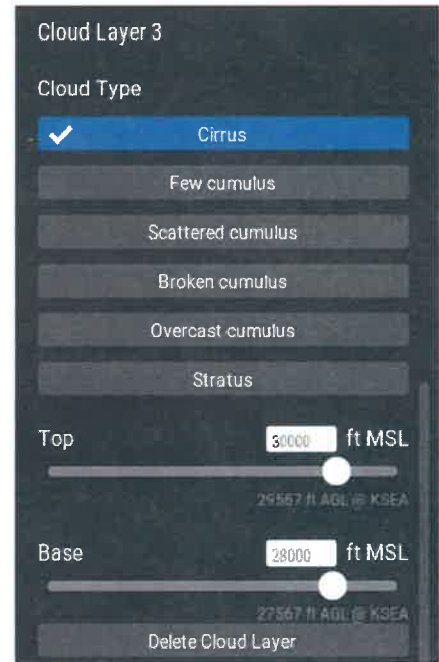 Cloud Layer 3
Cloud Type
Cirrus
Few cumulus
Scattered cumulus
Broken cumulus
Overcast cumulus
Stratus
Top 30000 ft MSL
29567 ft AGL @ KSEA
Base 28000 ft MSL
27567 ft AGL @ KSEA
Delete Cloud Layer